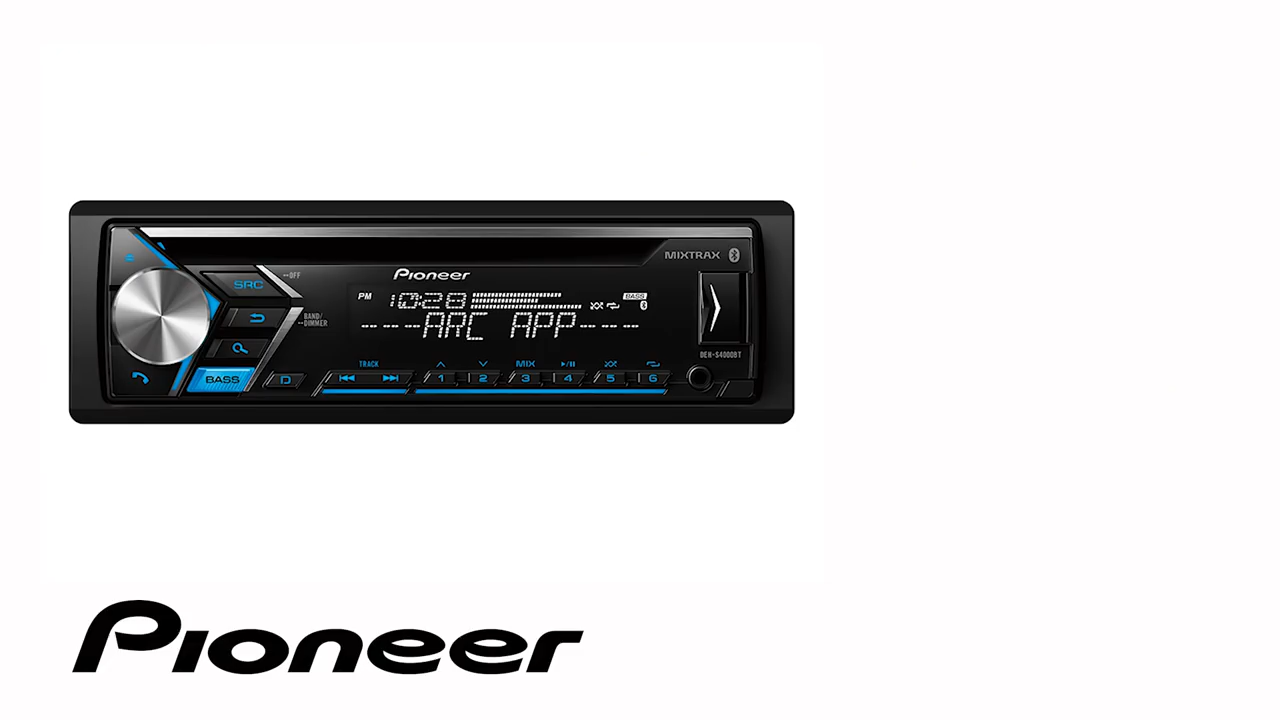 MIXTRAX
Pioneer
SRC
--OFF
PM 10:28 BASS
BAND/
--DIMMER
---ARC APP---
DEH-S4000BT
TRACK
MIX
BASS D 1 2 3 4 5 6
Pioneer